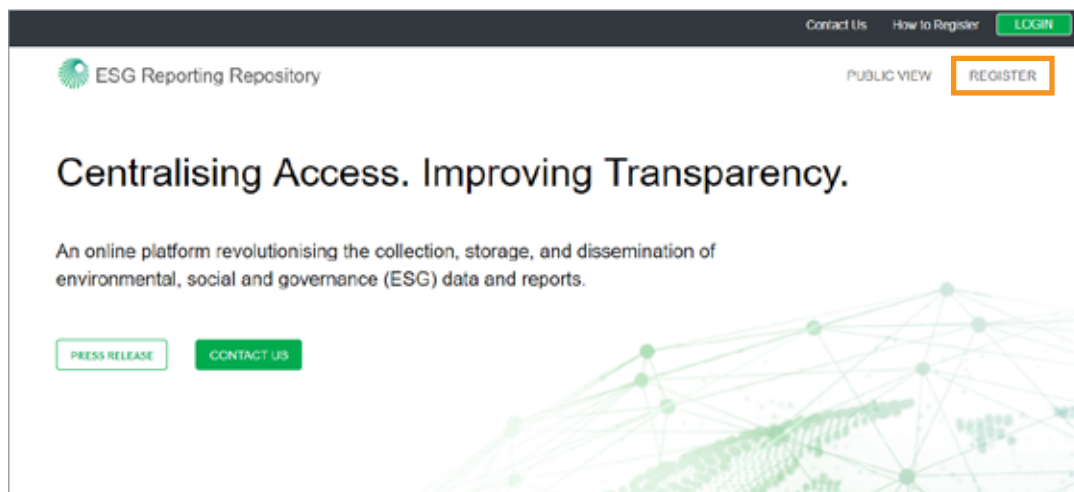 Contact Us How to Register LOGIN
ESG Reporting Repository PUBLIC VIEW REGISTER
Centralising Access. Improving Transparency.
An online platform revolutionising the collection, storage, and dissemination of
environmental, social and governance (ESG) data and reports.
PRESS RELEASE CONTACT US